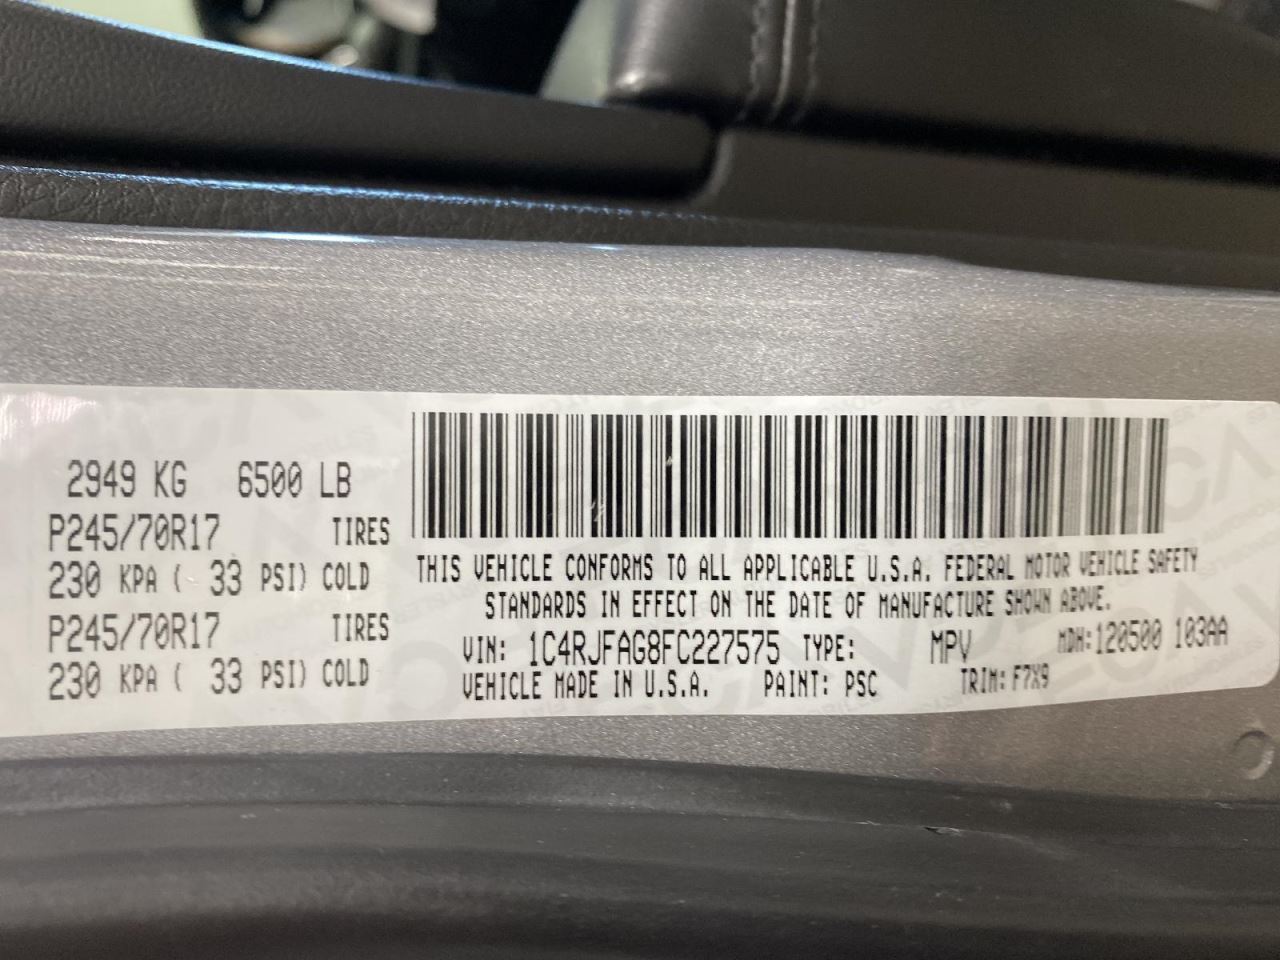 2949 KG 6500 LB
P245/70R17 TIRES
230 KPA ( 33 PSI) COLD
P245/70R17 TIRES
230 KPA ( 33 PSI) COLD
THIS VEHICLE CONFORMS TO ALL APPLICABLE U.S.A. FEDERAL MOTOR VEHICLE SAFETY
STANDARDS IN EFFECT ON THE DATE OF MANUFACTURE SHOWN ABOVE.
VIN: 1C4RJFAG8FC227575 TYPE: MPV MDH:120500 103AA
VEHICLE MADE IN U.S.A. PAINT: PSC TRIM: F7X9